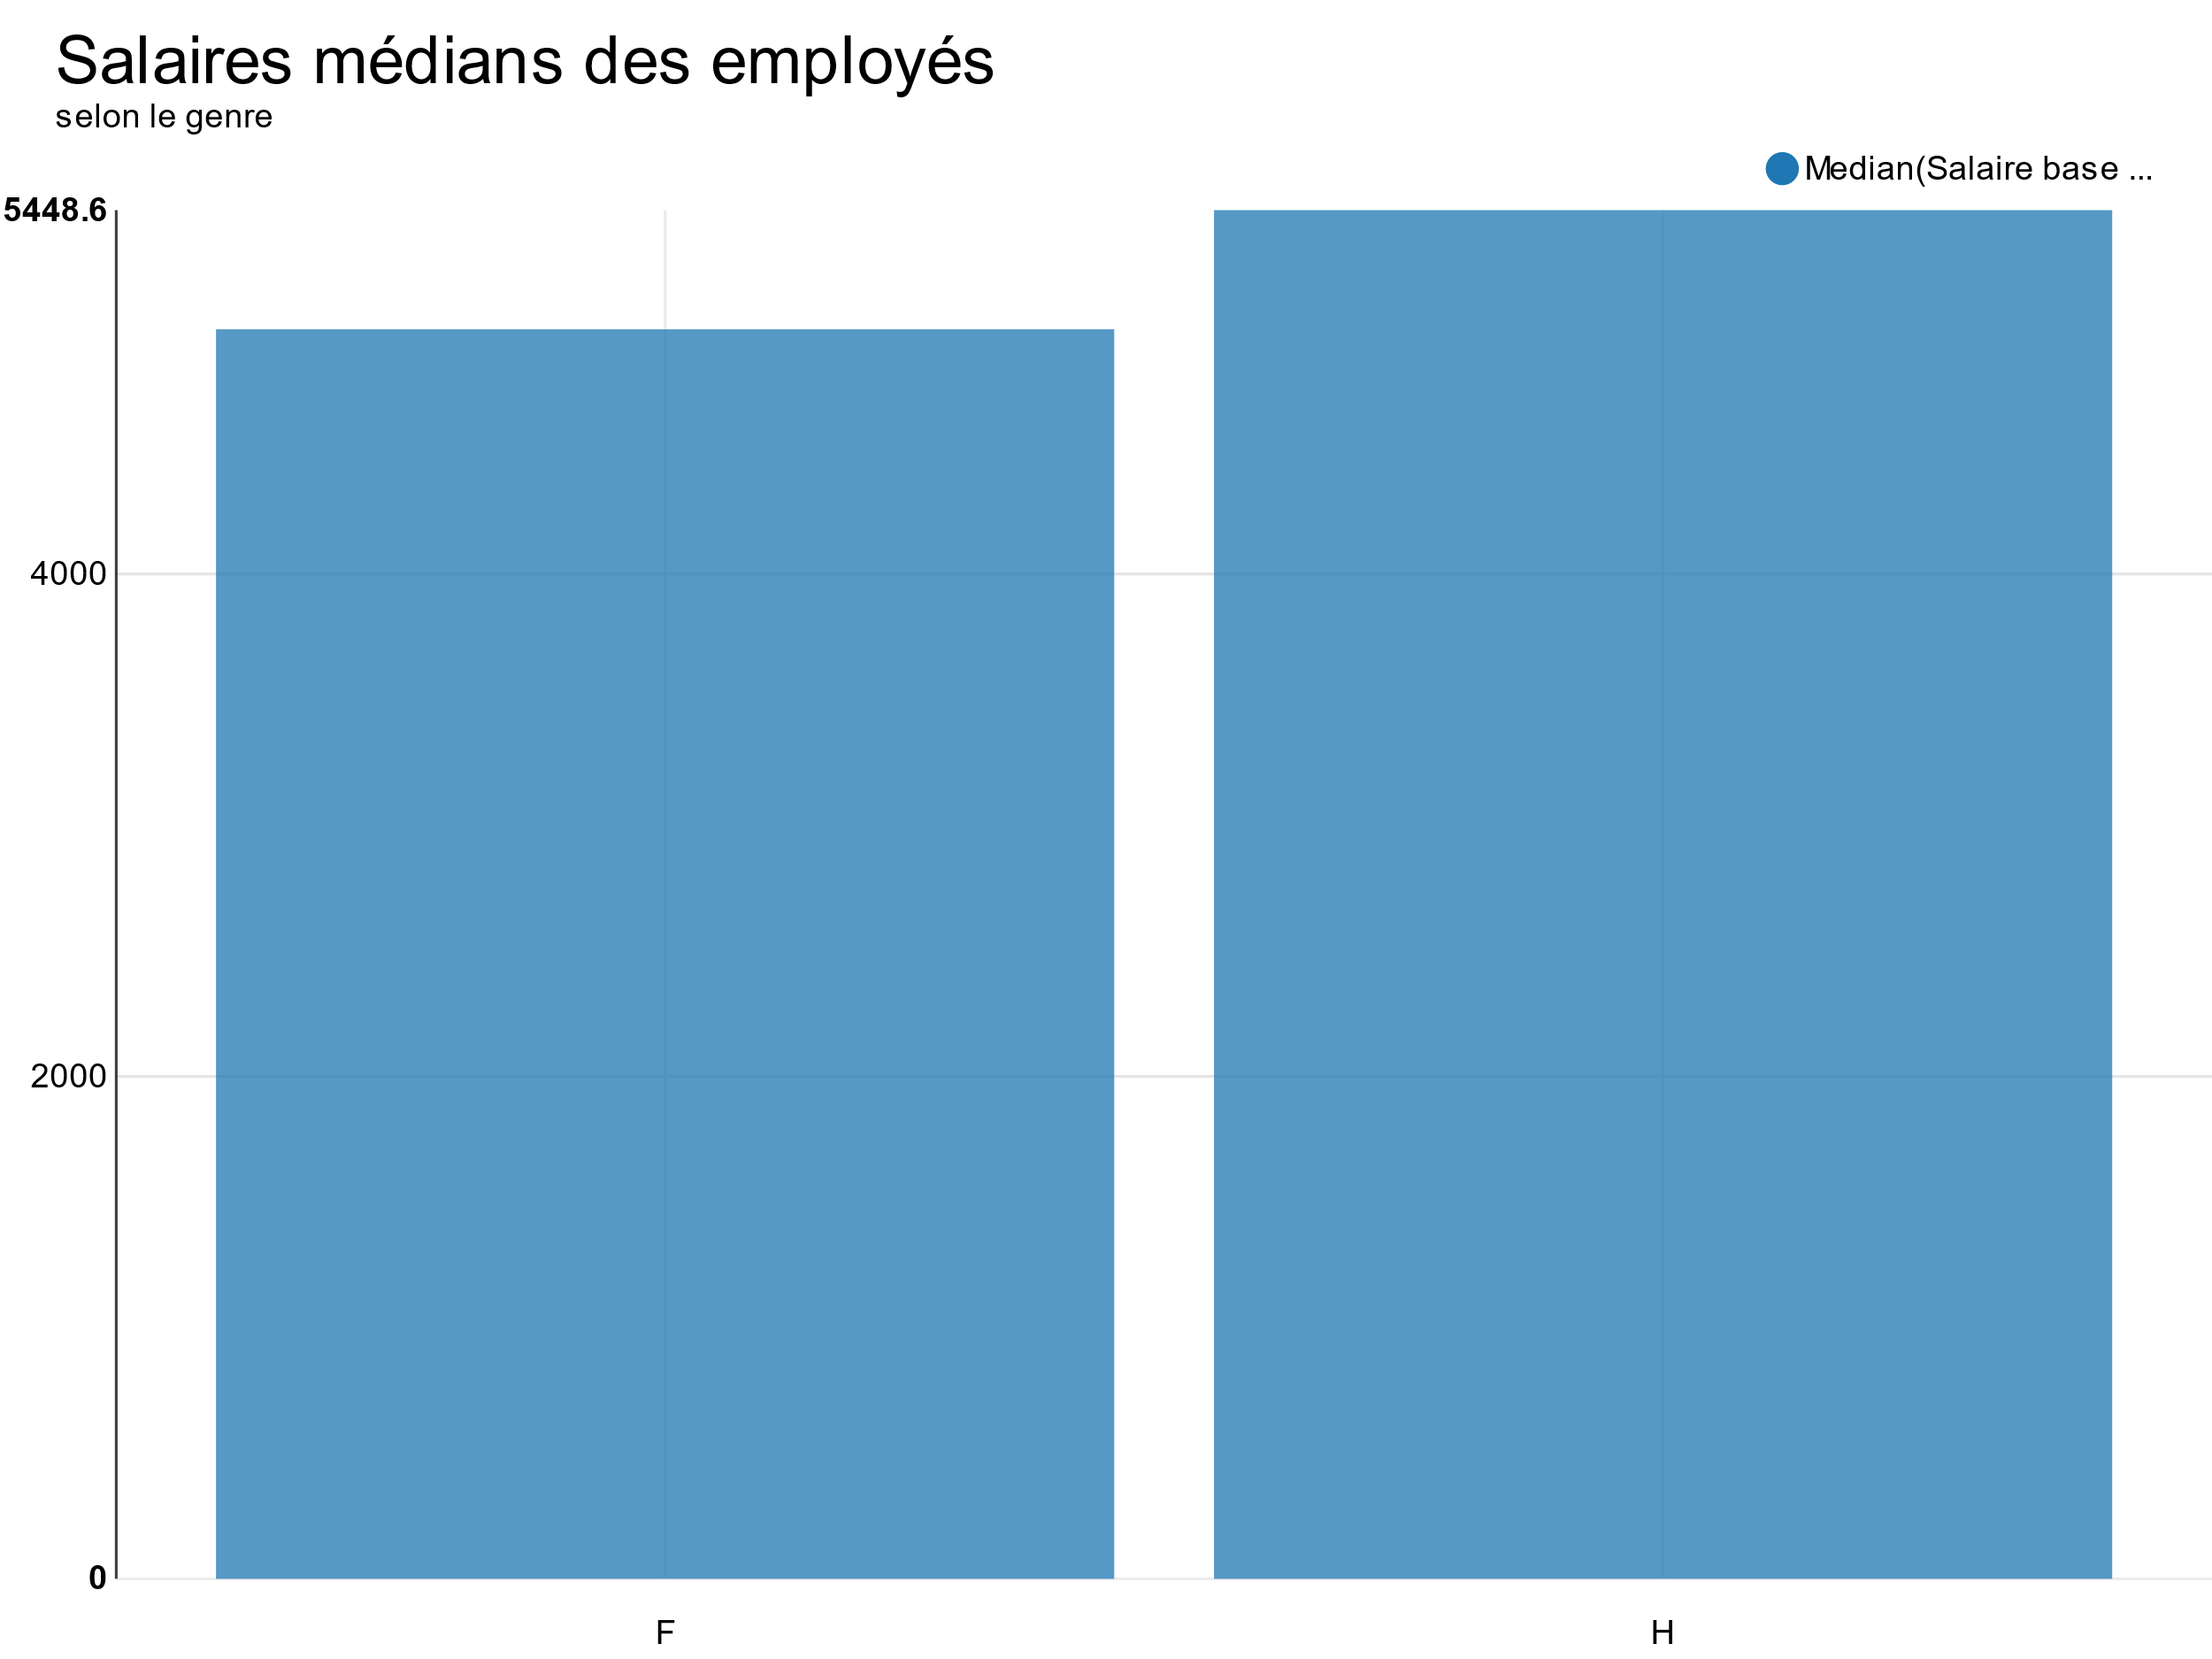 Salaires médians des employés
selon le genre
Median(Salaire base ...
5448.6
4000
2000
0
F
H